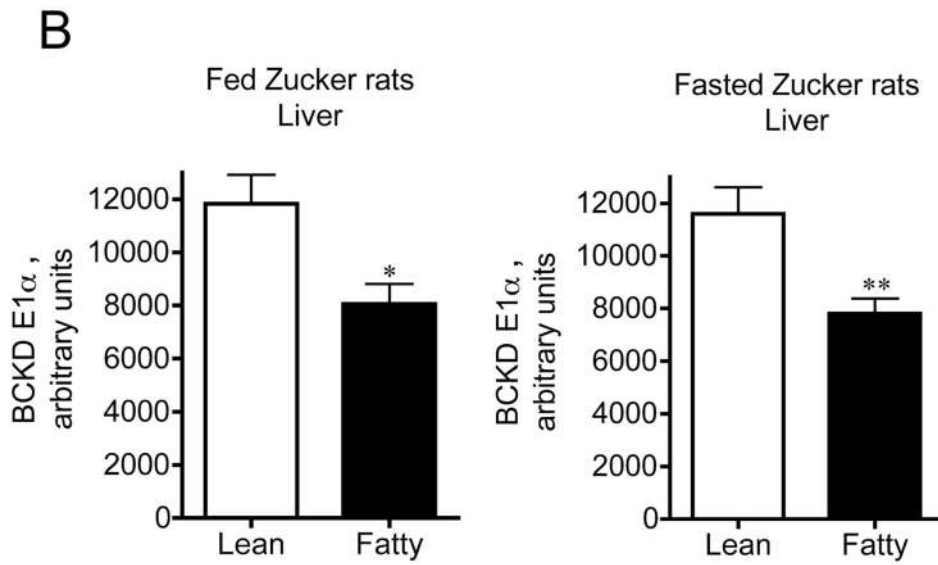 B
Fed Zucker rats
Liver
BCKD E1α ,
arbitrary units
12000
10000
8000
6000
4000
2000
0
*
Lean
Fatty
Fasted Zucker rats
Liver
BCKD E1α ,
arbitrary units
12000
10000
8000
6000
4000
2000
0
**
Lean
Fatty